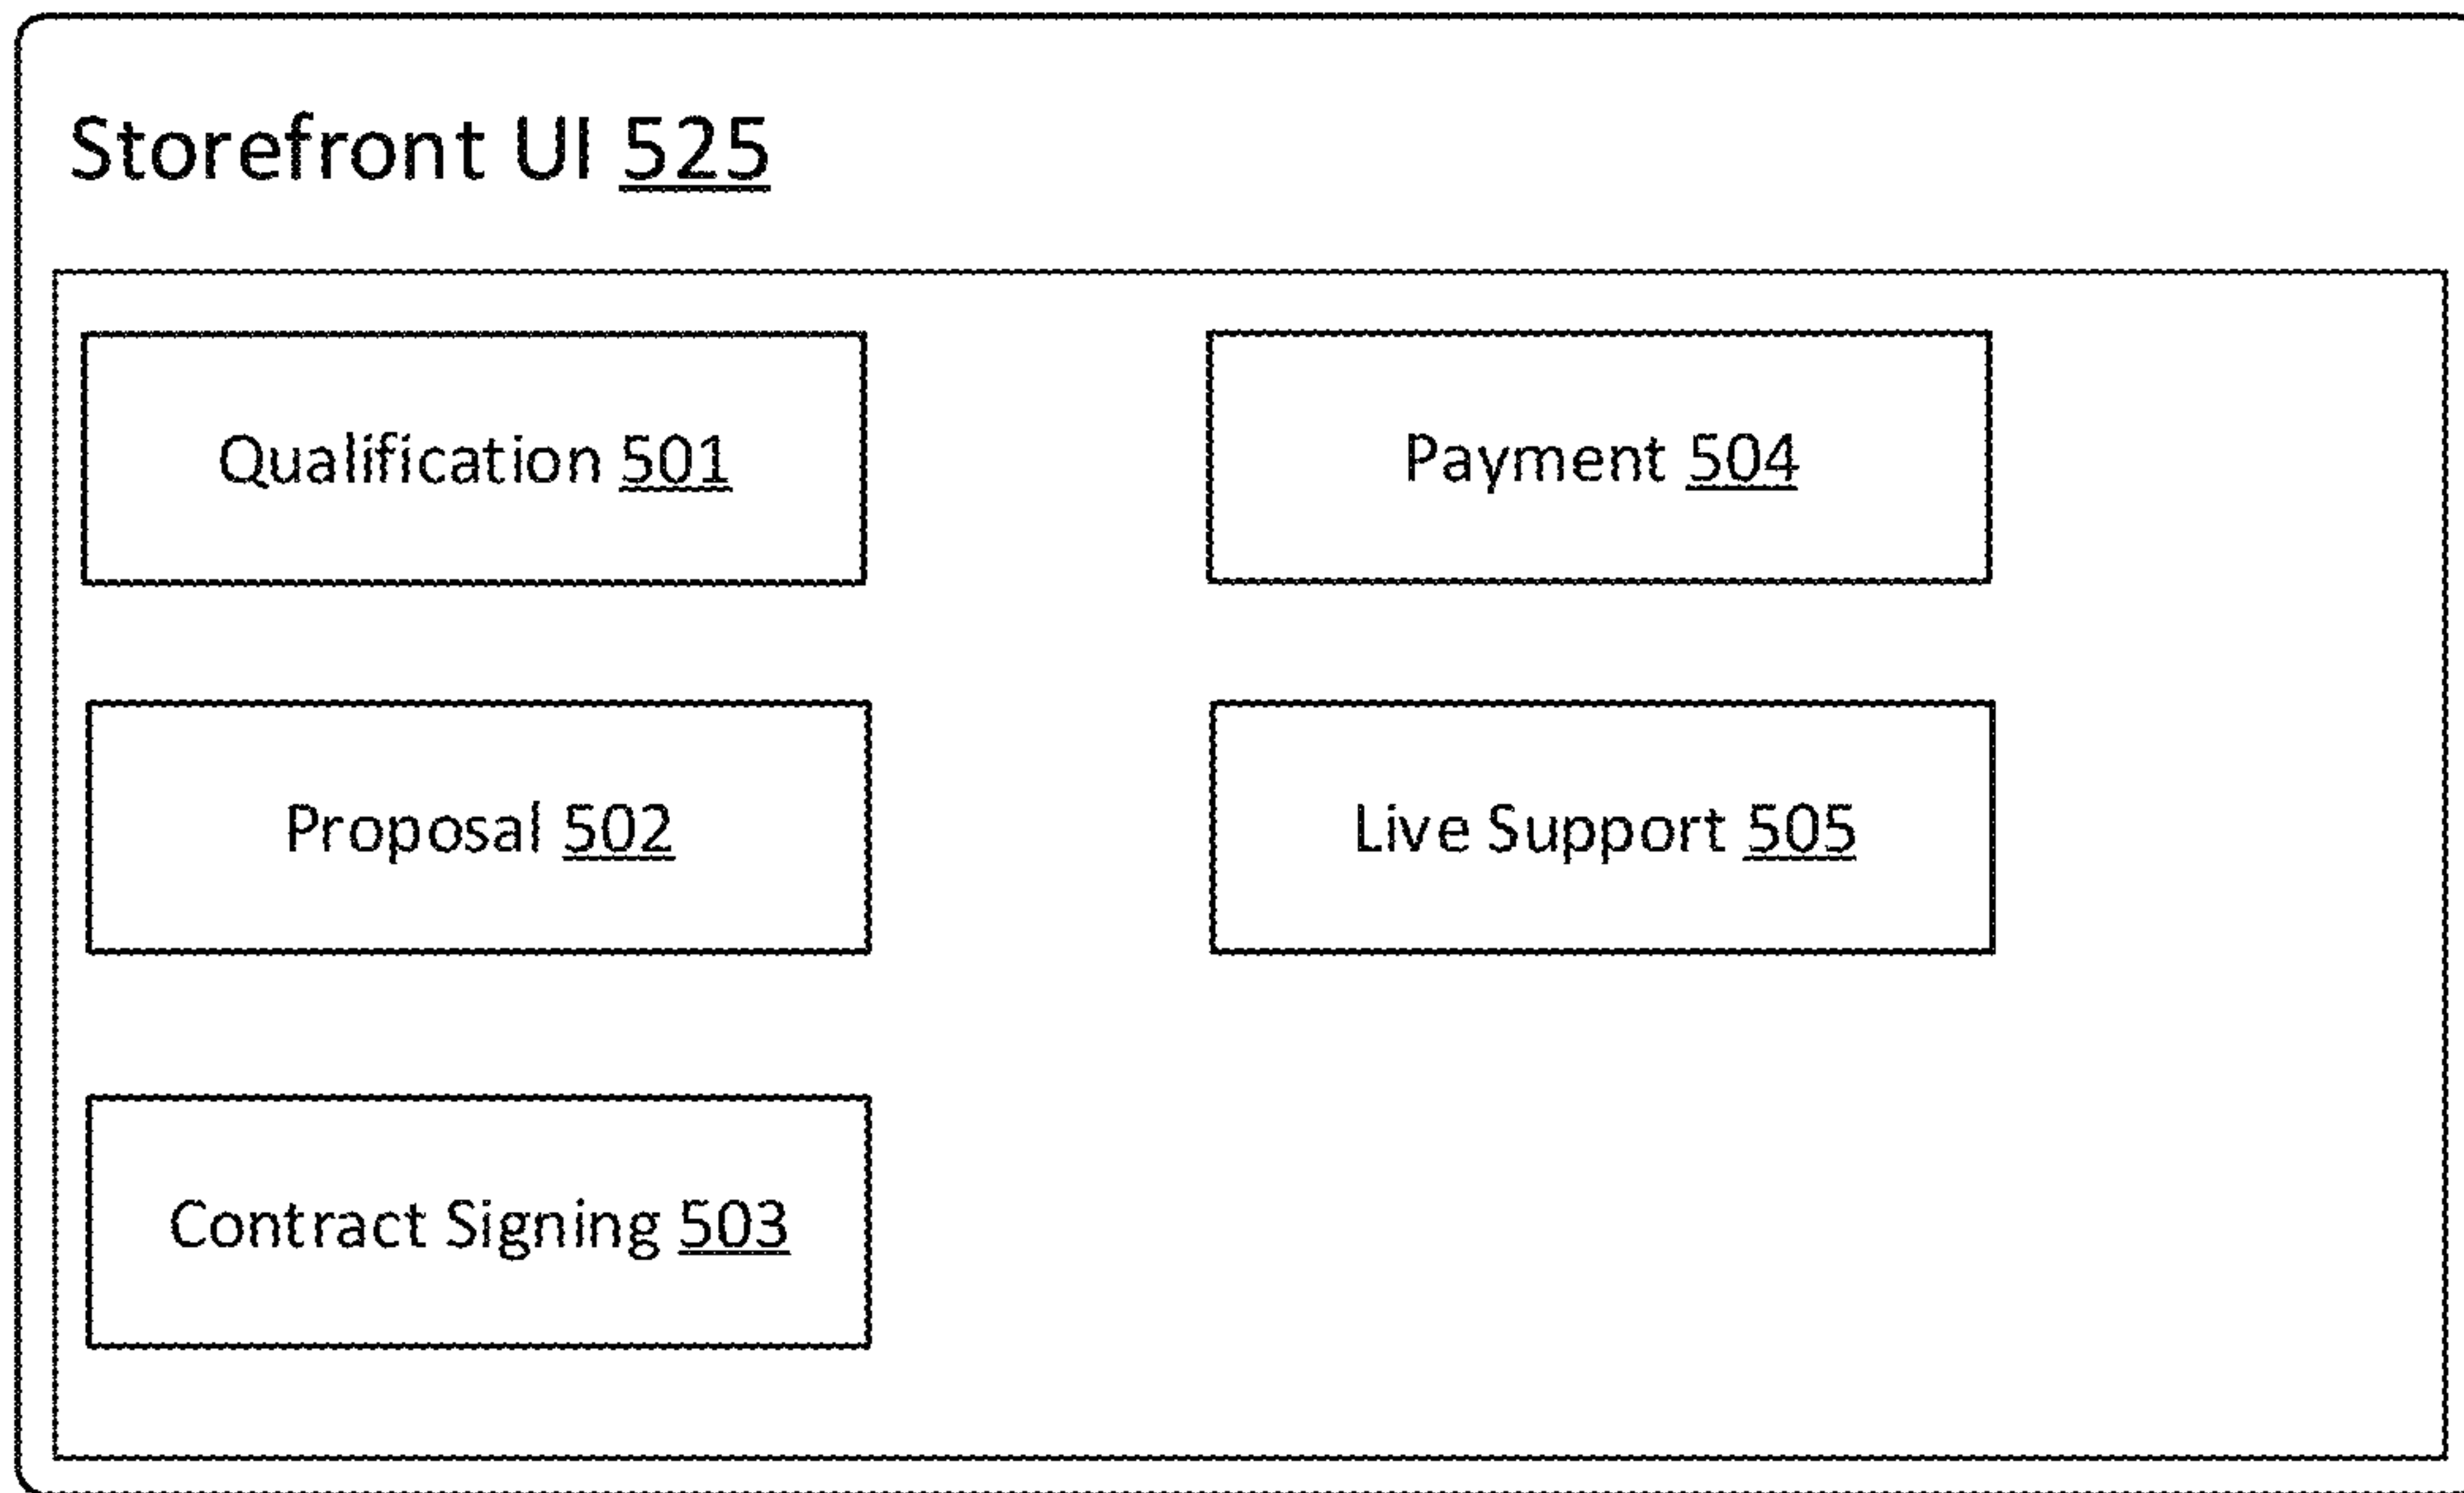 Storefront UI 525
Qualification 501
Payment 504
Proposal 502
Live Support 505
Contract Signing 503